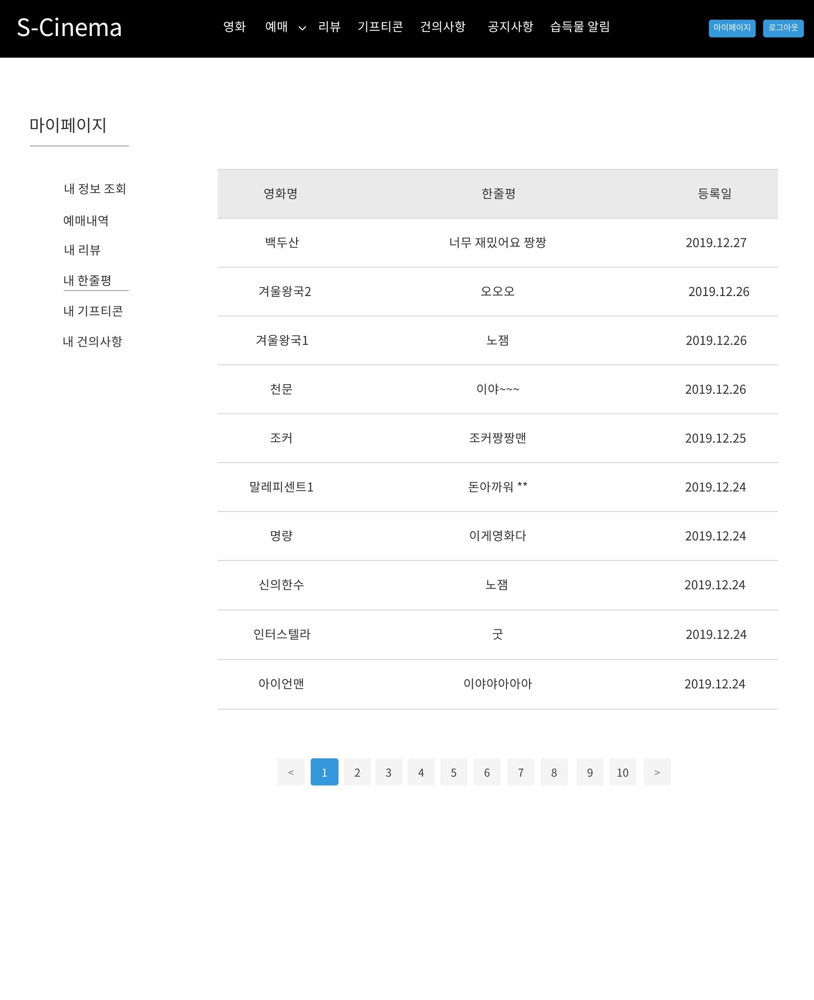 S-Cinema 영화 예매 리뷰 기프티콘 건의사항 공지사항 습득물 알림 마이페이지 로그아웃
마이페이지
내 정보 조회
예매내역
내 리뷰
내 한줄평
내 기프티콘
내 건의사항
영화명 한줄평 등록일
백두산 너무 재밌어요 짱짱 2019.12.27
겨울왕국2 오오오 2019.12.26
겨울왕국1 노잼 2019.12.26
천문 이야~~~ 2019.12.26
조커 조커짱짱맨 2019.12.25
말레피센트1 돈아까워 ** 2019.12.24
명량 이게영화다 2019.12.24
신의한수 노잼 2019.12.24
인터스텔라 굿 2019.12.24
아이언맨 이야야아아아 2019.12.24
< 1 2 3 4 5 6 7 8 9 10 >